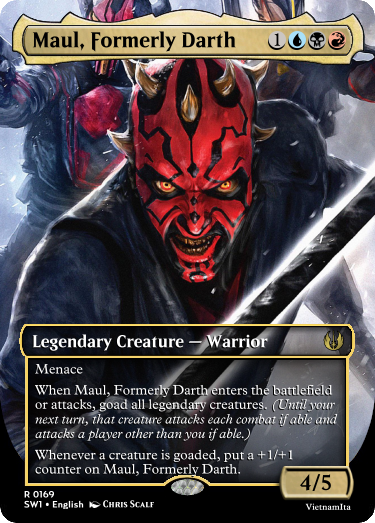 Maul, Formerly Darth 1
Legendary Creature — Warrior
Menace
When Maul, Formerly Darth enters the battlefield
or attacks, goad all legendary creatures. (Until your
next turn, that creature attacks each combat if able and
attacks a player other than you if able.)
Whenever a creature is goaded, put a +1/+1
counter on Maul, Formerly Darth.
4/5
R 0169
SW1 • English Chris Scalf
VietnamIta